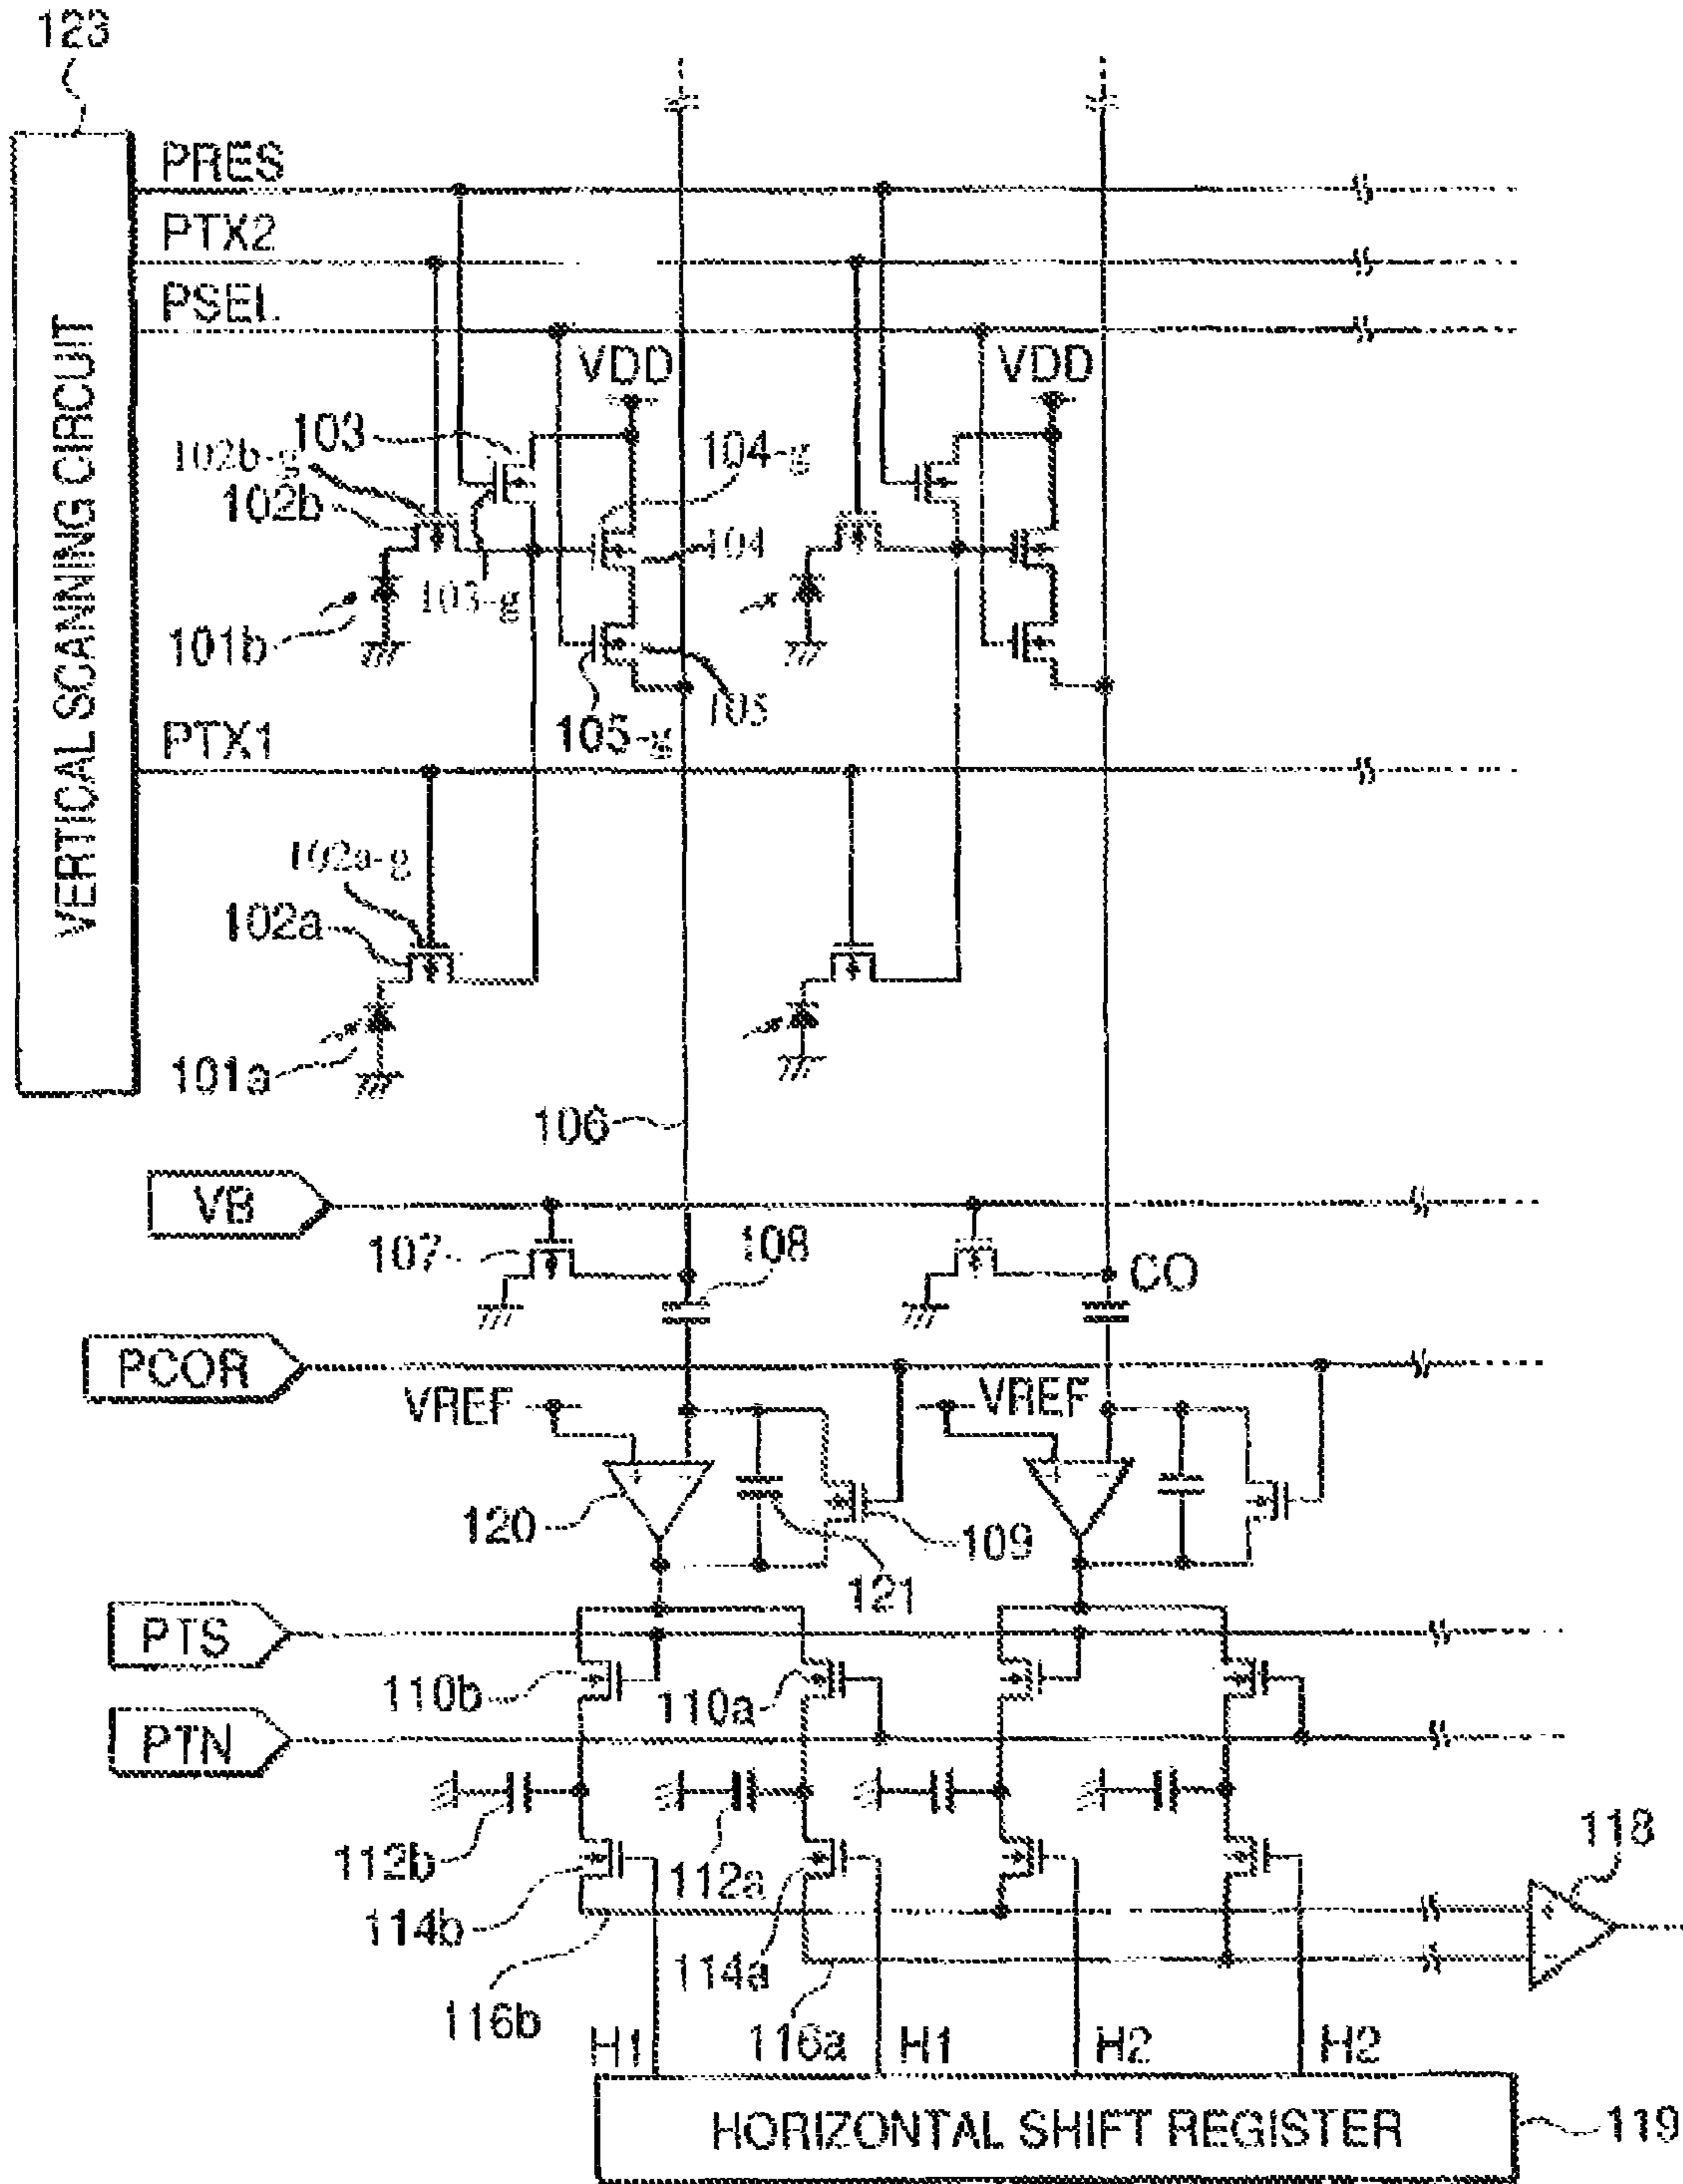 123
PRES
PTX2
PSEL
VERTICAL SCANNING CIRCUIT
VDD
VDD
103
102b-g
104-g
102b
104
103-g
101b
105
105-g
PTX1
102a-g
102a
101a
106
VB
107
108
CO
PCOR
VREF
VREF
120
109
121
PTS
110b
110a
PTN
112b
112a
118
114b
114a
116b
116a
H1
H1
H2
H2
HORIZONTAL SHIFT REGISTER
119